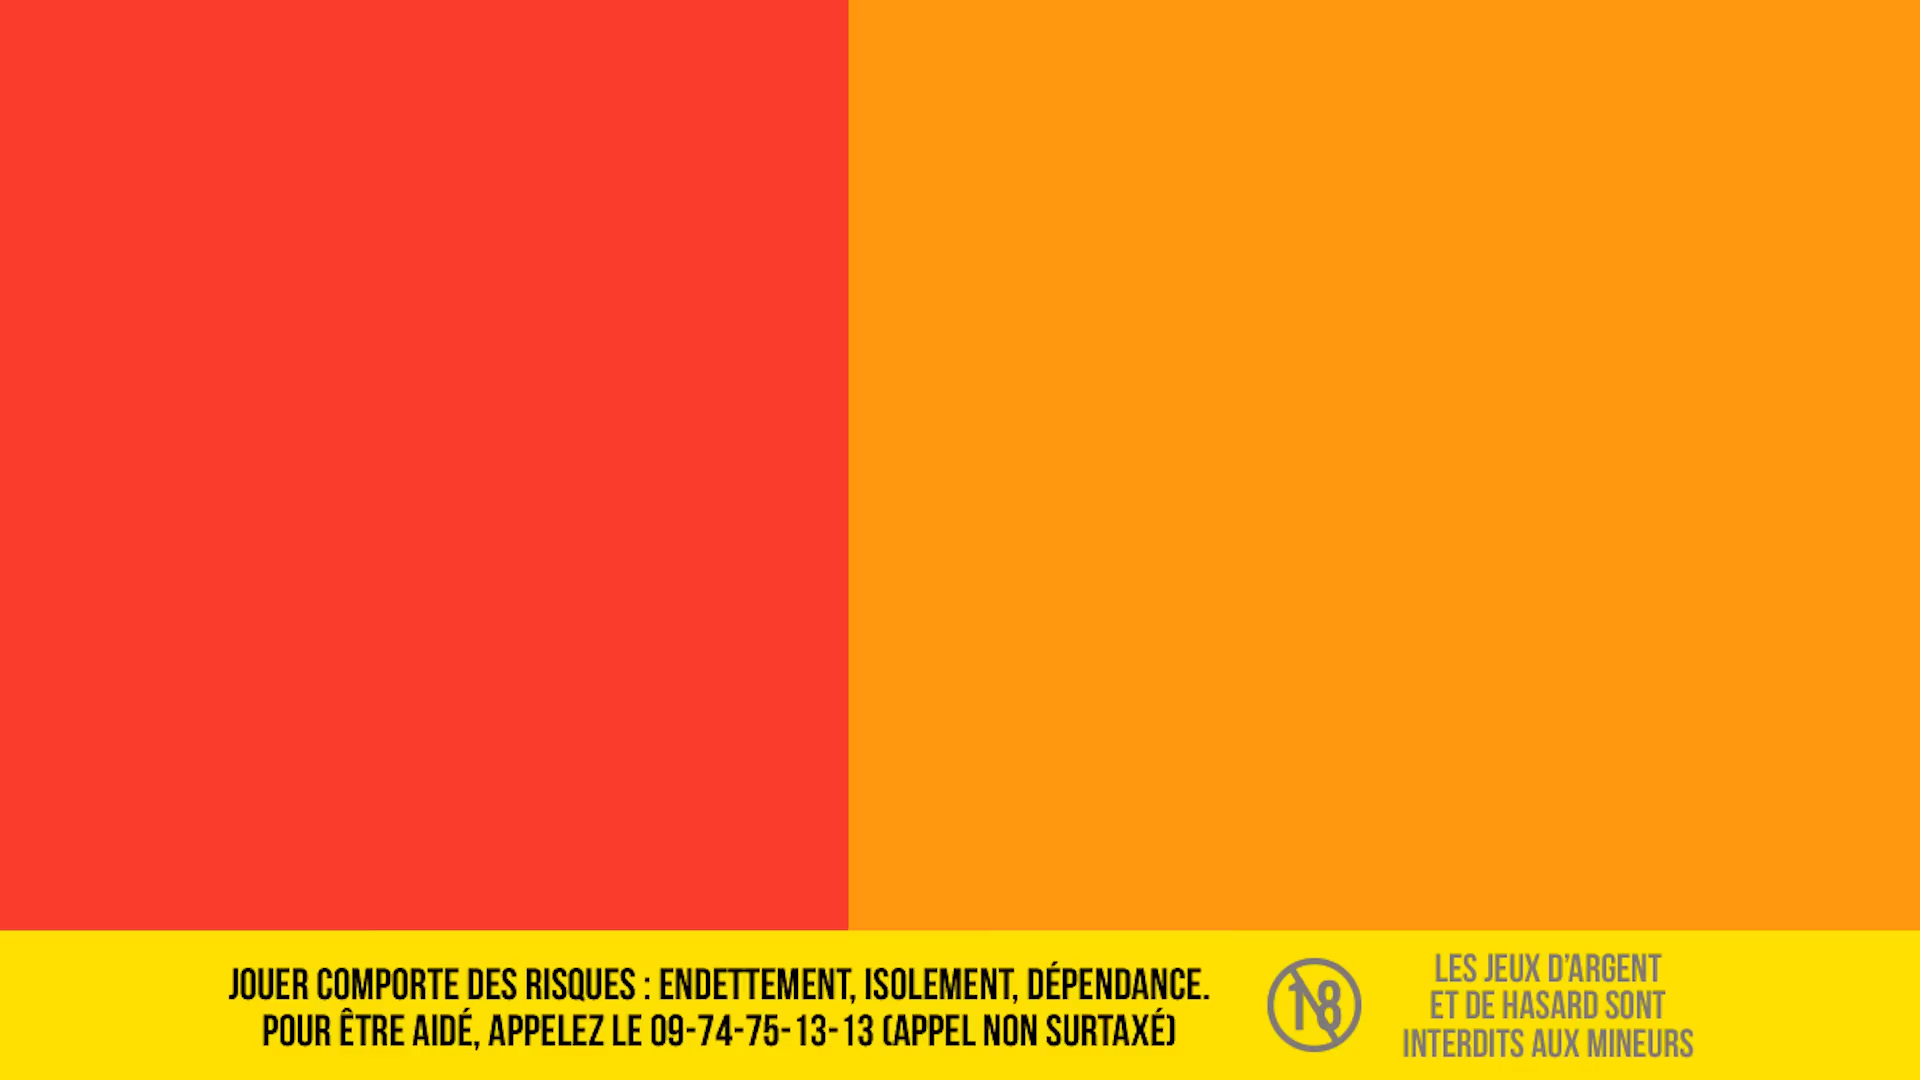 JOUER COMPORTE DES RISQUES : ENDETTEMENT, ISOLEMENT, DÉPENDANCE.
POUR ÊTRE AIDÉ, APPELEZ LE 09-74-75-13-13 (APPEL NON SURTAXÉ)
18
LES JEUX D’ARGENT
ET DE HASARD SONT
INTERDITS AUX MINEURS